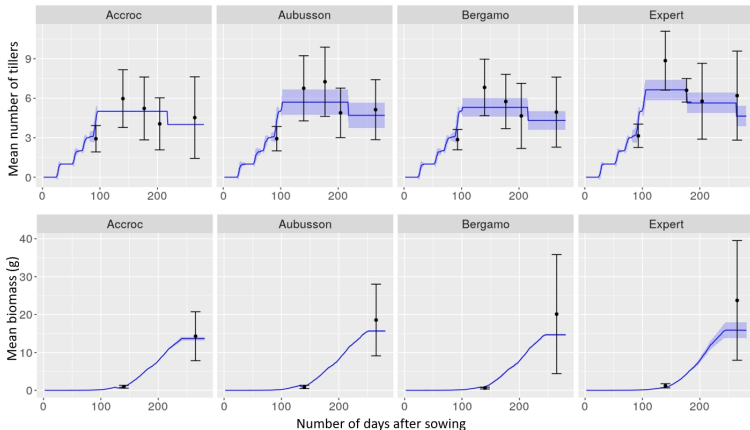 Accroc Aubusson Bergamo Expert
Mean number of tillers
9
6
3
0
0 100 200 0 100 200 0 100 200 0 100 200
Accroc Aubusson Bergamo Expert
Mean biomass (g)
40
30
20
10
0
0 100 200 0 100 200 0 100 200 0 100 200
Number of days after sowing